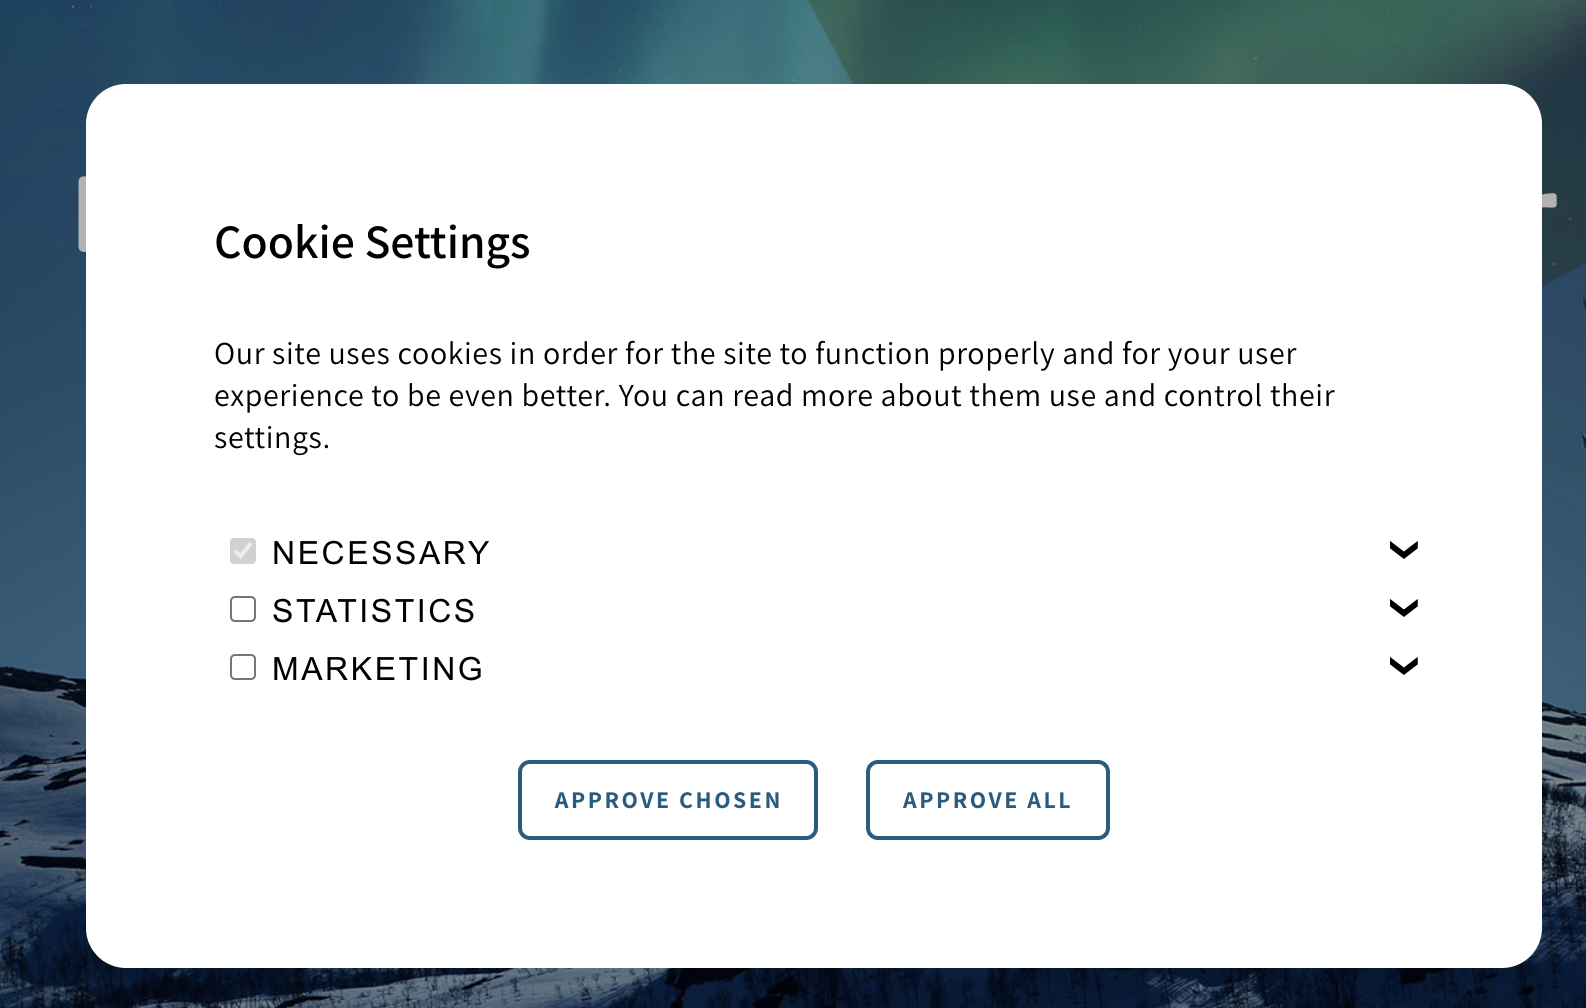 Cookie Settings
Our site uses cookies in order for the site to function properly and for your user
experience to be even better. You can read more about them use and control their
settings.
NECESSARY
STATISTICS
MARKETING
APPROVE CHOSEN
APPROVE ALL